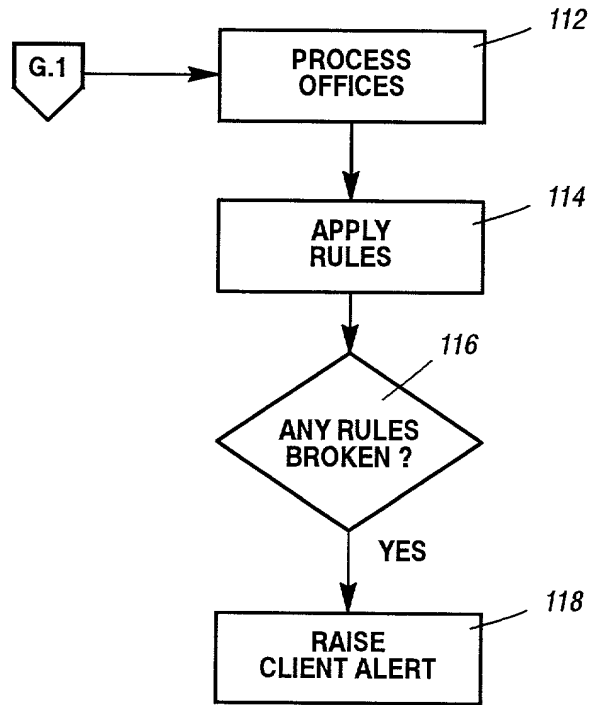 112
G.1
PROCESS
OFFICES
114
APPLY
RULES
116
ANY RULES
BROKEN ?
YES
118
RAISE
CLIENT ALERT